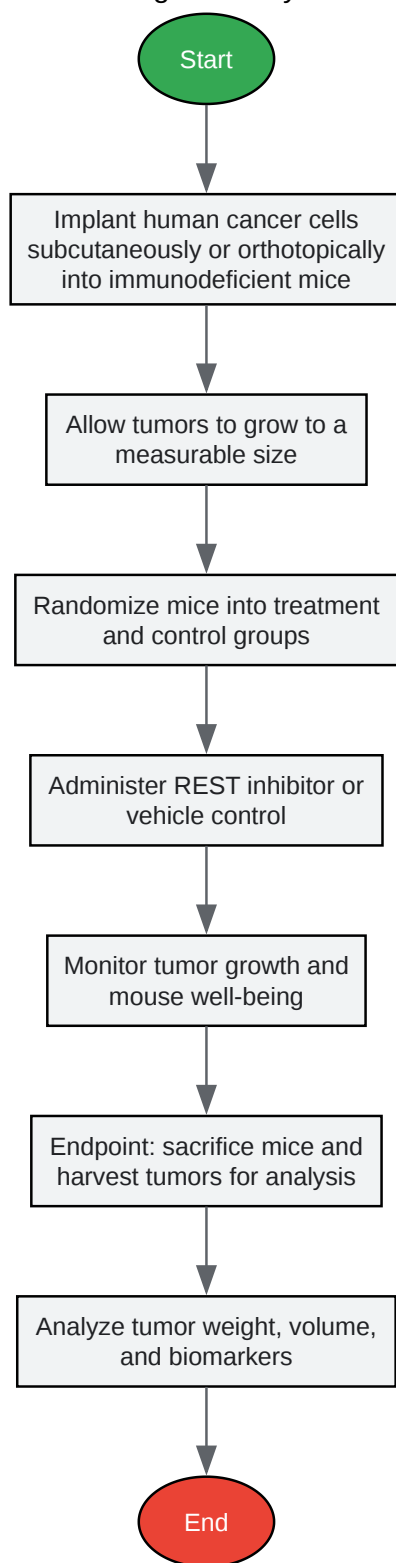 Start
Implant human cancer cells
subcutaneously or orthotopically
into immunodeficient mice
Allow tumors to grow to a
measurable size
Randomize mice into treatment
and control groups
Administer REST inhibitor or
vehicle control
Monitor tumor growth and
mouse well-being
Endpoint: sacrifice mice and
harvest tumors for analysis
Analyze tumor weight, volume,
and biomarkers
End